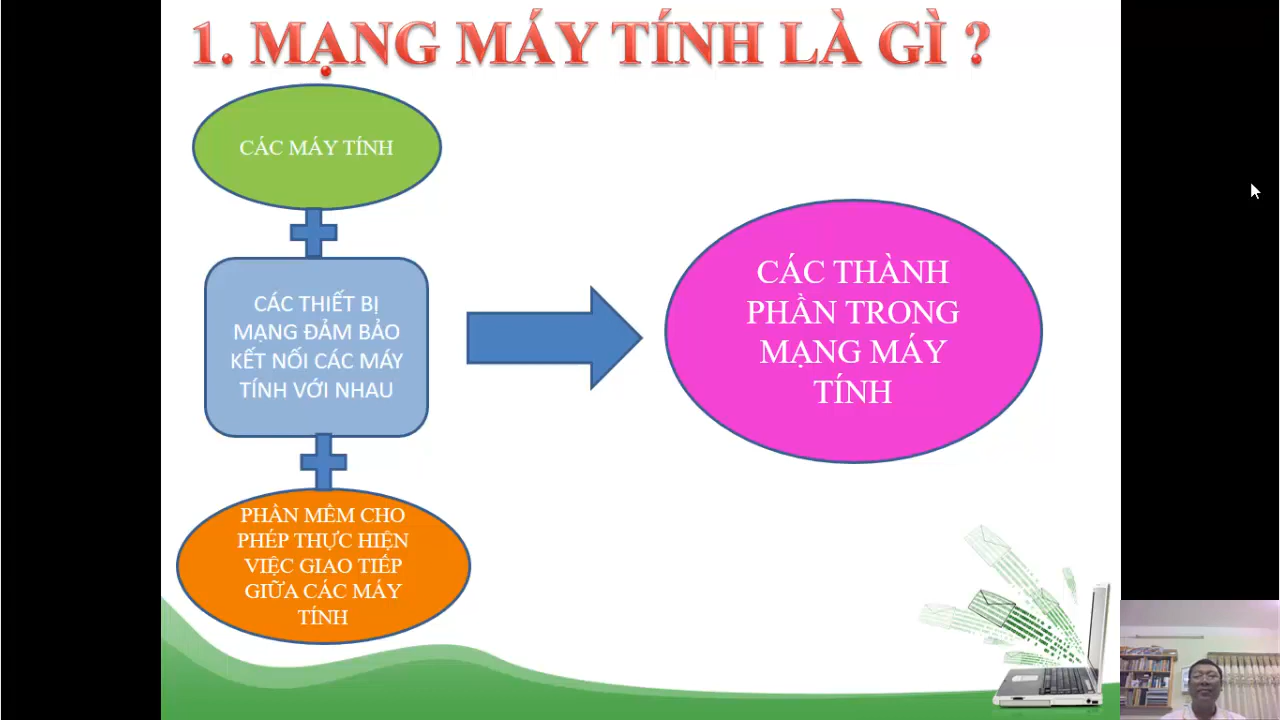 1. MẠNG MÁY TÍNH LÀ GÌ ?
CÁC MÁY TÍNH
CÁC THIẾT BỊ
MẠNG ĐẢM BẢO
KẾT NỐI CÁC MÁY
TÍNH VỚI NHAU
PHẦN MỀM CHO
PHÉP THỰC HIỆN
VIỆC GIAO TIẾP
GIỮA CÁC MÁY
TÍNH
CÁC THÀNH
PHẦN TRONG
MẠNG MÁY
TÍNH